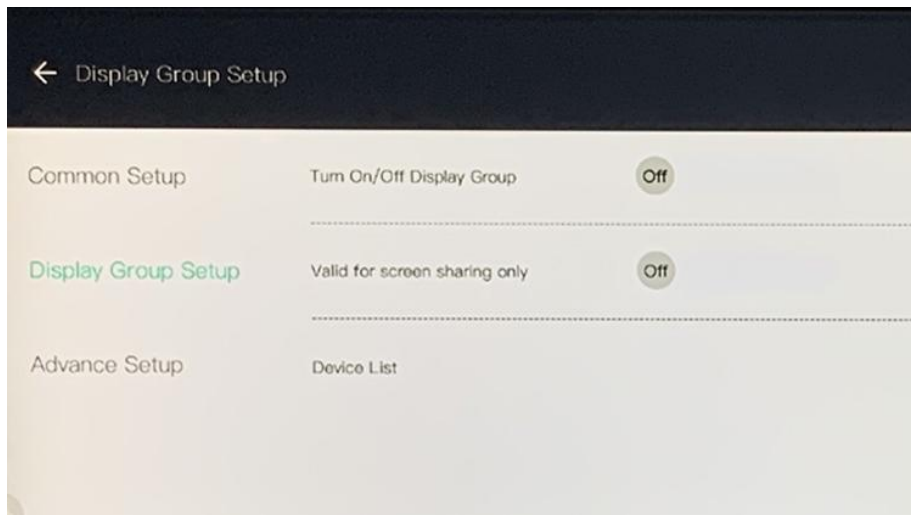 ← Display Group Setup
Common Setup
Turn On/Off Display Group
Off
Display Group Setup
Valid for screen sharing only
Off
Advance Setup
Device List